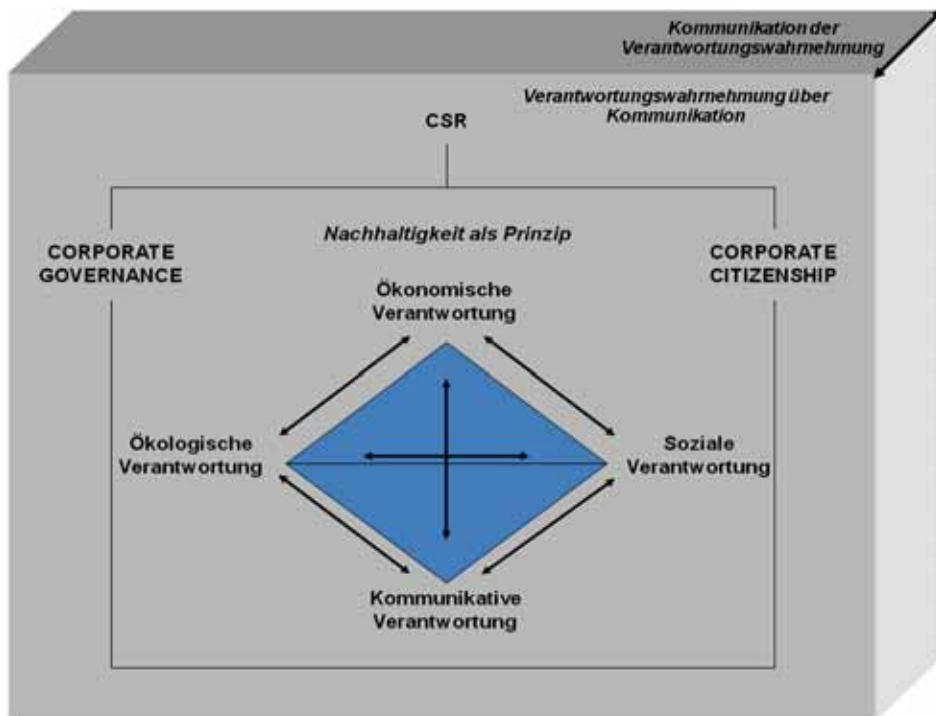 Kommunikation der
Verantwortungswahrnehmung
Verantwortungswahrnehmung über
Kommunikation
CSR
Nachhaltigkeit als Prinzip
CORPORATE
GOVERNANCE
CORPORATE
CITIZENSHIP
Ökonomische
Verantwortung
Ökologische
Verantwortung
Soziale
Verantwortung
Kommunikative
Verantwortung